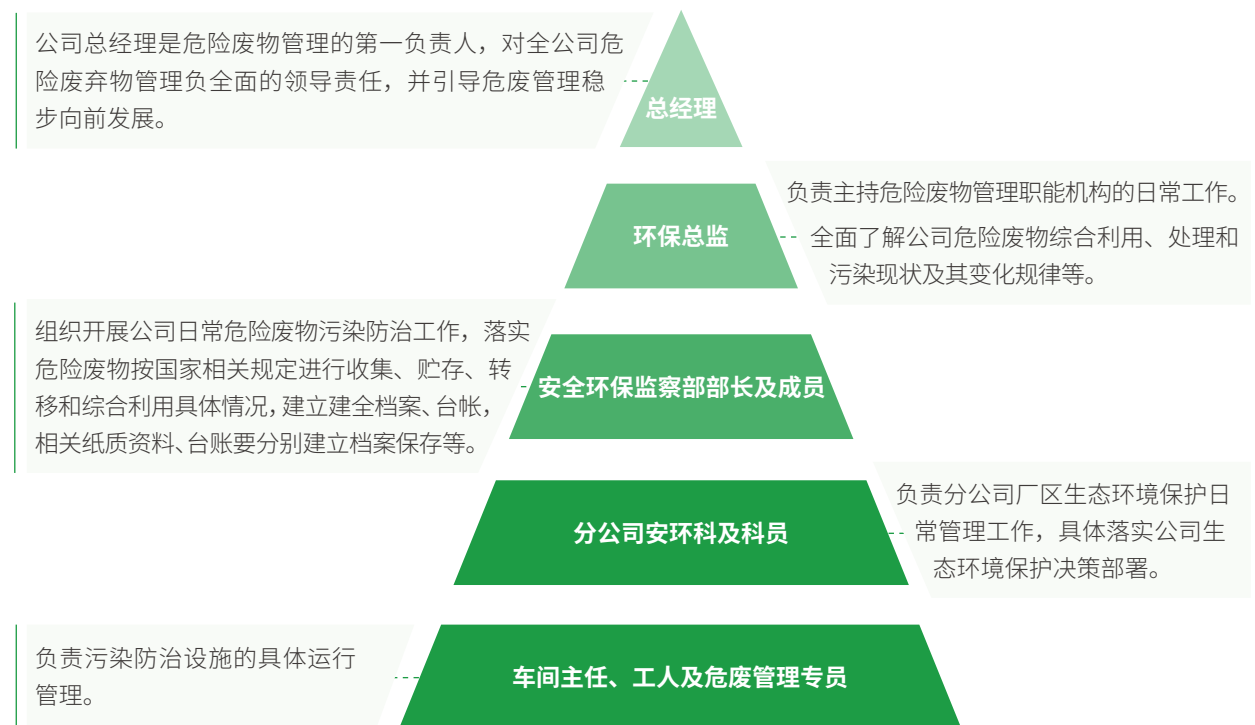 公司总经理是危险废物管理的第一负责人，对全公司危
险废弃物管理负全面的领导责任，并引导危废管理稳
步向前发展。
总经理
负责主持危险废物管理职能机构的日常工作。
全面了解公司危险废物综合利用、处理和
污染现状及其变化规律等。
环保总监
组织开展公司日常危险废物污染防治工作，落实
危险废物按国家相关规定进行收集、贮存、转
移和综合利用具体情况，建立建全档案、台帐，
相关纸质资料、台账要分别建立档案保存等。
安全环保监察部部长及成员
负责分公司厂区生态环境保护日
常管理工作，具体落实公司生
态环境保护决策部署。
分公司安环科及科员
负责污染防治设施的具体运行
管理。
车间主任、工人及危废管理专员